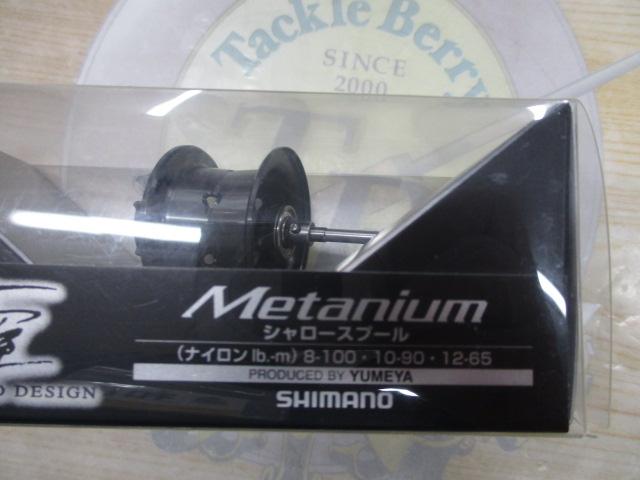 Tackle Berry
SINCE
2000
Metanium
シャロースプール
(ナイロン lb.-m) 8-100・10-90・12-65
PRODUCED BY YUMEYA
DESIGN
SHIMANO